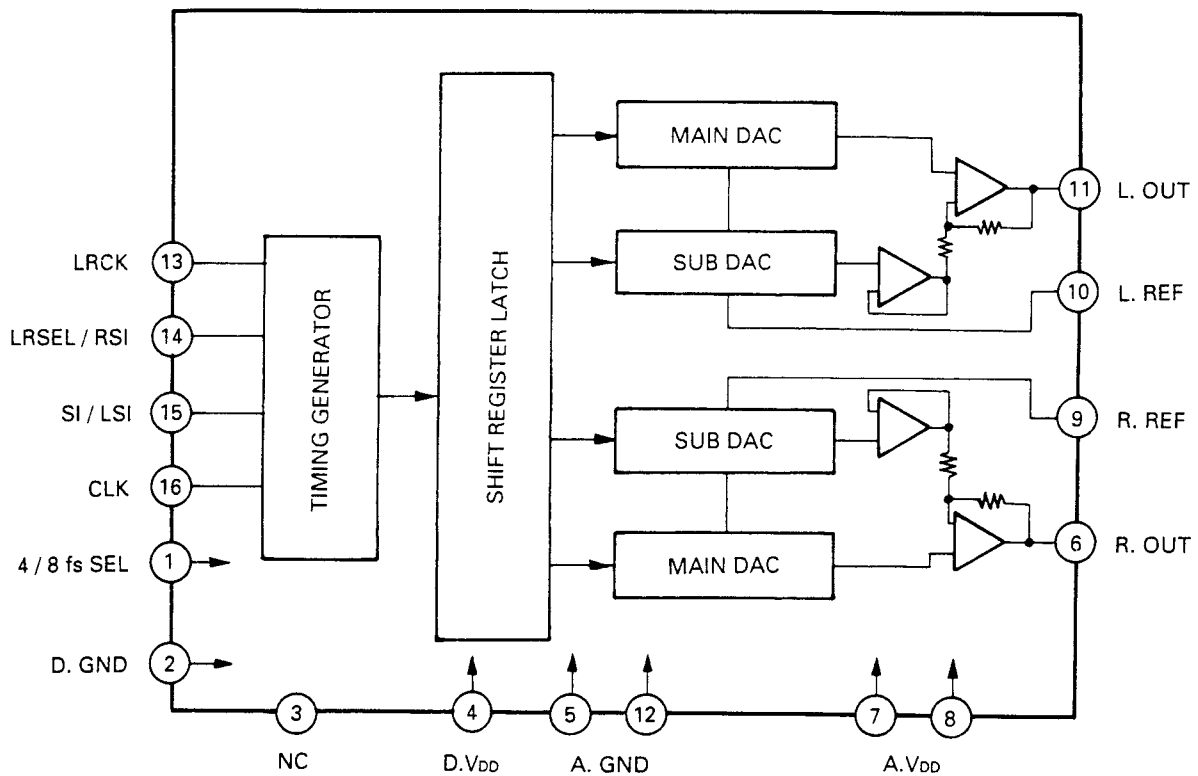 MAIN DAC
11 L. OUT
LRCK 13
SUB DAC
10 L. REF
LRSEL / RSI 14
TIMING GENERATOR
SHIFT REGISTER LATCH
SI / LSI 15
9 R. REF
SUB DAC
CLK 16
6 R. OUT
4 / 8 fs SEL 1
MAIN DAC
D. GND 2
3
4
5
12
7
8
NC
D.VDD
A. GND
A.VDD